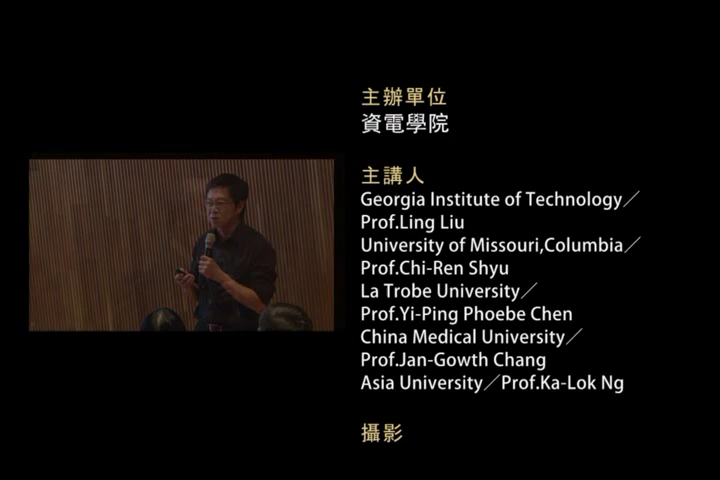 主辦單位
資電學院
主講人
Georgia Institute of Technology／
Prof.Ling Liu
University of Missouri,Columbia／
Prof.Chi-Ren Shyu
La Trobe University／
Prof.Yi-Ping Phoebe Chen
China Medical University／
Prof.Jan-Gowth Chang
Asia University／Prof.Ka-Lok Ng
攝影